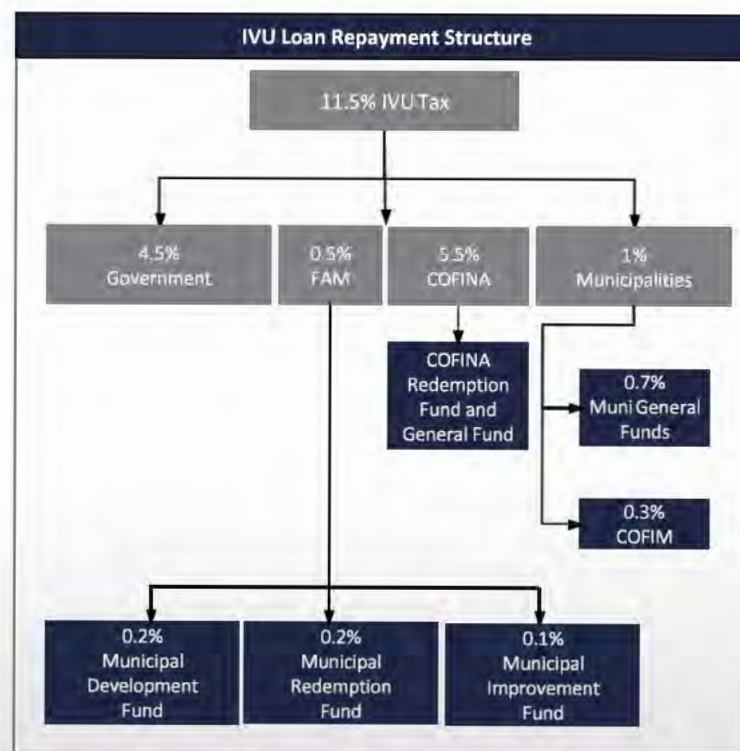 IVU Loan Repayment Structure
11.5% IVU Tax
4.5%
Government
0.5%
FAM
5.5%
COFINA
1%
Municipalities
COFINA
Redemption
Fund and
General Fund
0.7%
Muni General
Funds
0.3%
COFIM
0.2%
Municipal
Development
Fund
0.2%
Municipal
Redemption
Fund
0.1%
Municipal
Improvement
Fund